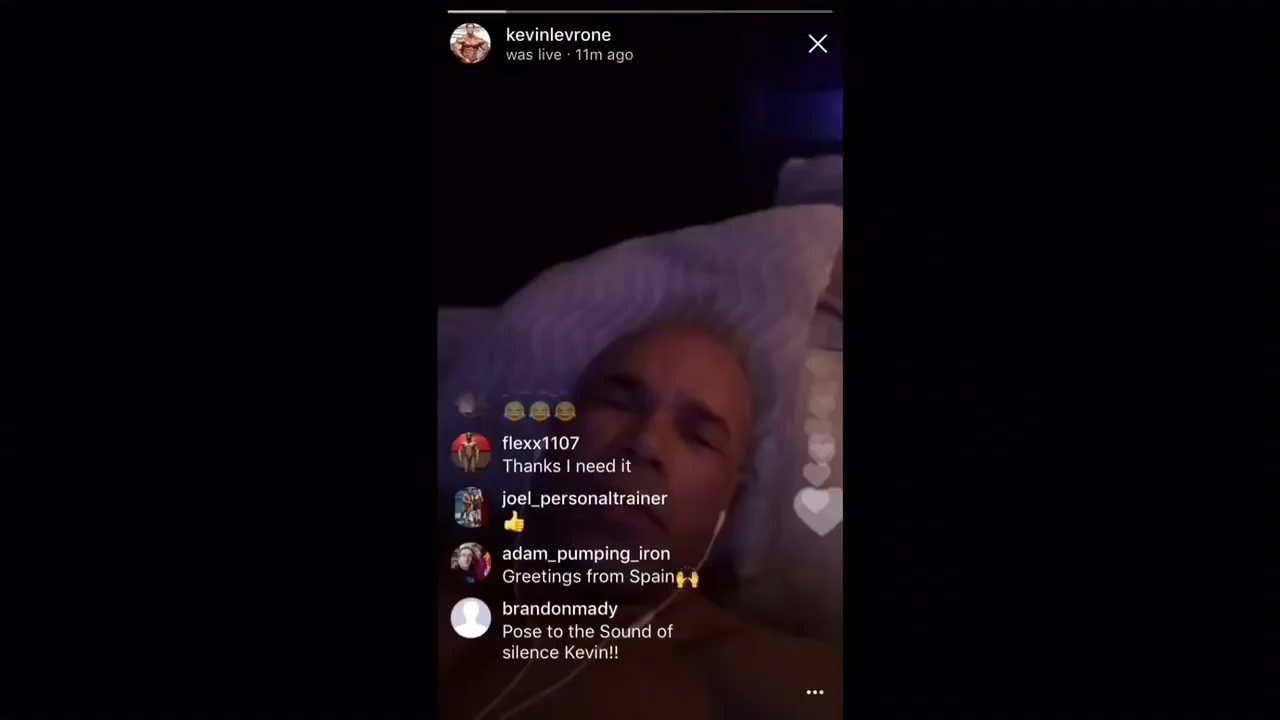 kevinlevrone
was live · 11m ago
😂😂😂
flexx1107
Thanks I need it
joel_personaltrainer
👍
adam_pumping_iron
Greetings from Spain🙌
brandonmady
Pose to the Sound of
silence Kevin!!